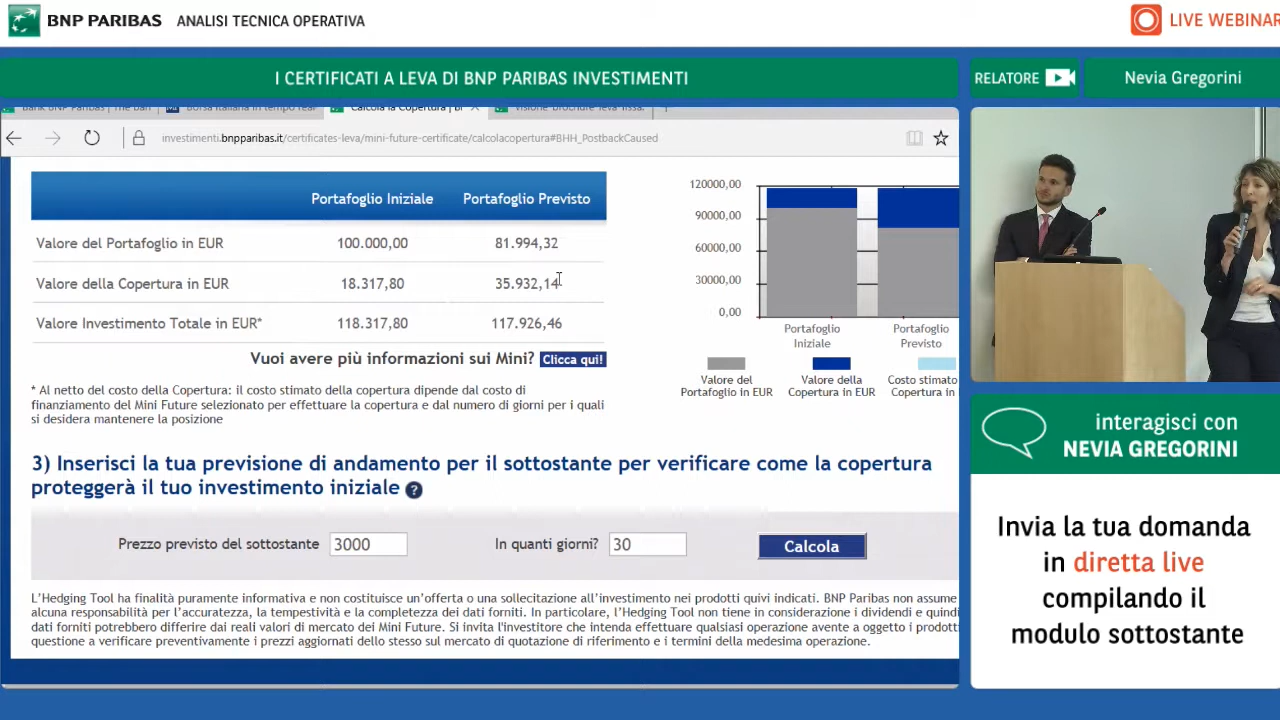 BNP PARIBAS ANALISI TECNICA OPERATIVA
LIVE WEBINAR
I CERTIFICATI A LEVA DI BNP PARIBAS INVESTIMENTI
RELATORE
Nevia Gregorini
Calcola la Copertura | B
investimenti.bnpparibas.it/certificates-leva/mini-future-certificate/calcolacopertura#BHH_PostbackCaused
Portafoglio Iniziale Portafoglio Previsto
Valore del Portafoglio in EUR 100.000,00 81.994,32
Valore della Copertura in EUR 18.317,80 35.932,14
Valore Investimento Totale in EUR* 118.317,80 117.926,46
Vuoi avere più informazioni sui Mini? Clicca qui!
* Al netto del costo della Copertura: il costo stimato della copertura dipende dal costo di
finanziamento del Mini Future selezionato per effettuare la copertura e dal numero di giorni per i quali
si desidera mantenere la posizione
120000,00
90000,00
60000,00
30000,00
0,00
Portafoglio
Iniziale
Portafoglio
Previsto
Valore del
Portafoglio in EUR
Valore della
Copertura in EUR
Costo stimato
Copertura in
3) Inserisci la tua previsione di andamento per il sottostante per verificare come la copertura
proteggerà il tuo investimento iniziale ?
Prezzo previsto del sottostante 3000 In quanti giorni? 30 Calcola
L'Hedging Tool ha finalità puramente informativa e non costituisce un'offerta o una sollecitazione all'investimento nei prodotti quivi indicati. BNP Paribas non assume
alcuna responsabilità per l'accuratezza, la tempestività e la completezza dei dati forniti. In particolare, l'Hedging Tool non tiene in considerazione i dividendi e quindi
dati forniti potrebbero differire dai reali valori di mercato dei Mini Future. Si invita l'investitore che intenda effettuare qualsiasi operazione avente a oggetto i prodott
questione a verificare preventivamente i prezzi aggiornati dello stesso sul mercato di quotazione di riferimento e i termini della medesima operazione.
interagisci con
NEVIA GREGORINI
Invia la tua domanda
in diretta live
compilando il
modulo sottostante